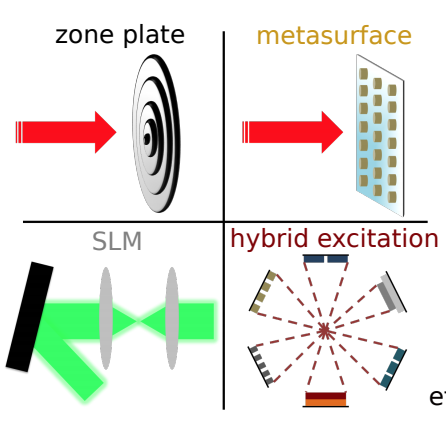 zone plate
metasurface
SLM
hybrid excitation